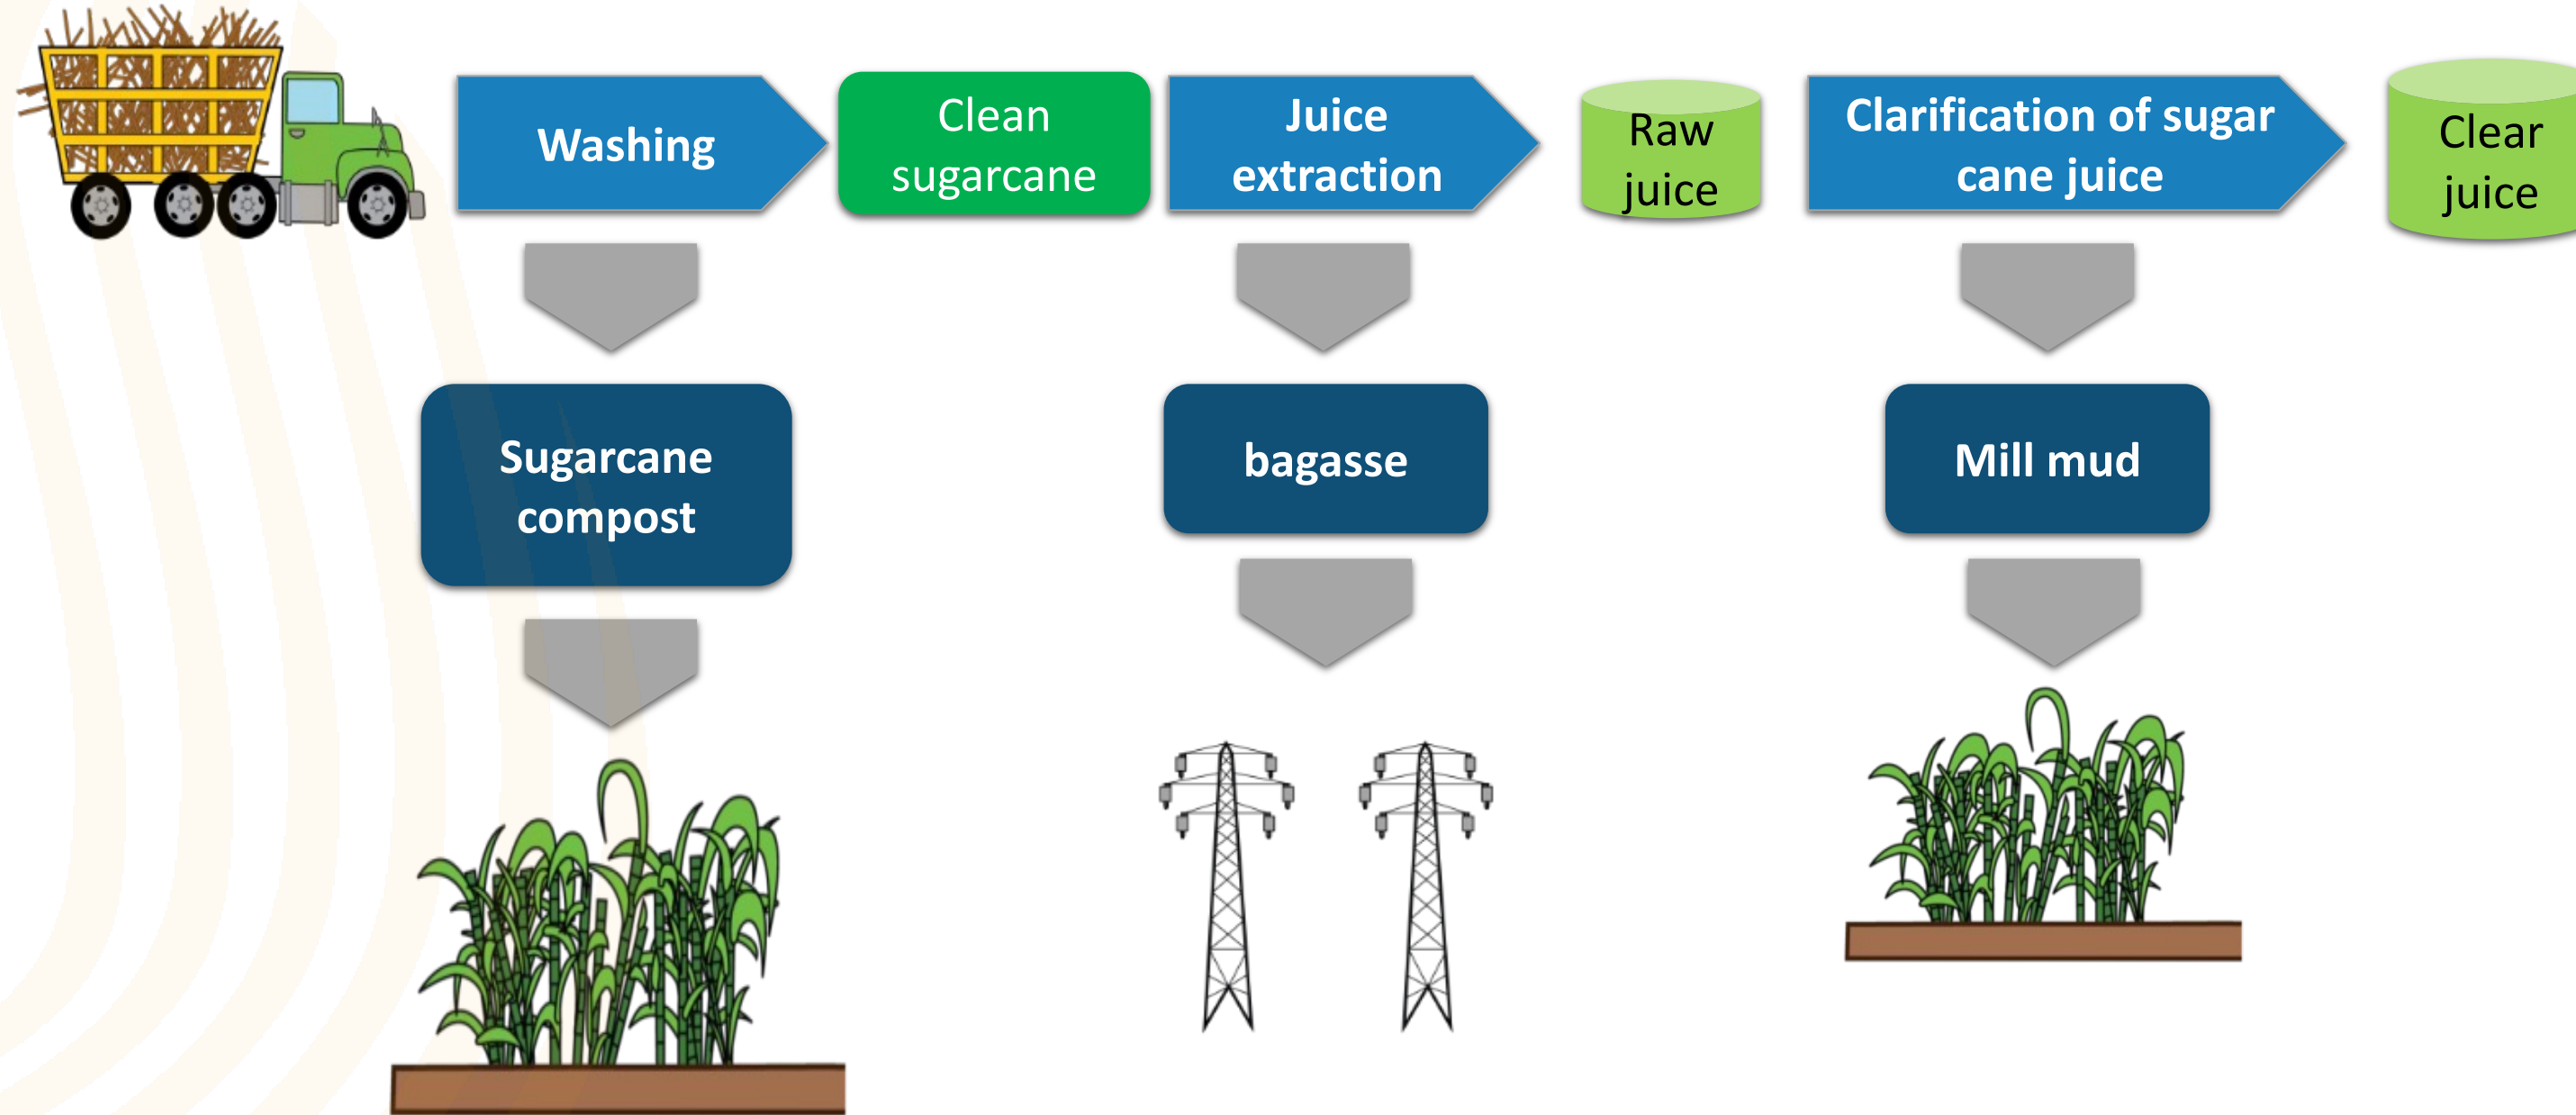 Washing
Clean
sugarcane
Juice
extraction
Raw
juice
Clarification of sugar
cane juice
Clear
juice
Sugarcane
compost
bagasse
Mill mud